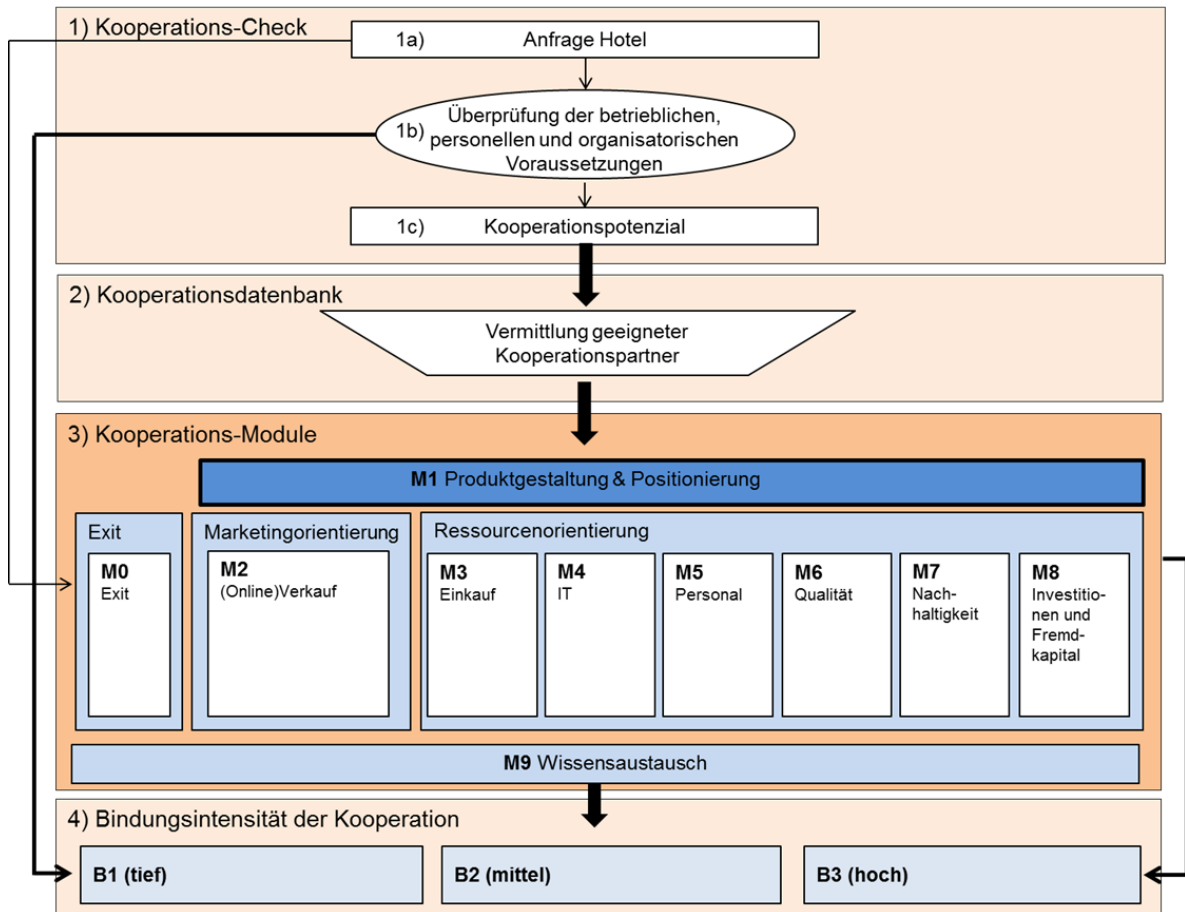 1) Kooperations-Check
1a) Anfrage Hotel
1b) Überprüfung der betrieblichen,
personellen und organisatorischen
Voraussetzungen
1c) Kooperationspotenzial
2) Kooperationsdatenbank
Vermittlung geeigneter
Kooperationspartner
3) Kooperations-Module
M1 Produktgestaltung & Positionierung
Exit
M0
Exit
Marketingorientierung
M2
(Online)Verkauf
Ressourcenorientierung
M3
Einkauf
M4
IT
M5
Personal
M6
Qualität
M7
Nach-
haltigkeit
M8
Investitio-
nen und
Fremd-
kapital
M9 Wissensaustausch
4) Bindungsintensität der Kooperation
B1 (tief)
B2 (mittel)
B3 (hoch)